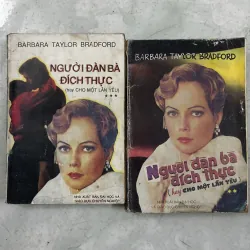 BARBARA TAYLOR BRADFORD
NGƯỜI ĐÀN BÀ
ĐÍCH THỰC
(hay CHO MỘT LẦN YÊU)
***
BARBARA TAYLOR BRADFORD
Người đàn bà
đích thực
(hay CHO MỘT LẦN YÊU)